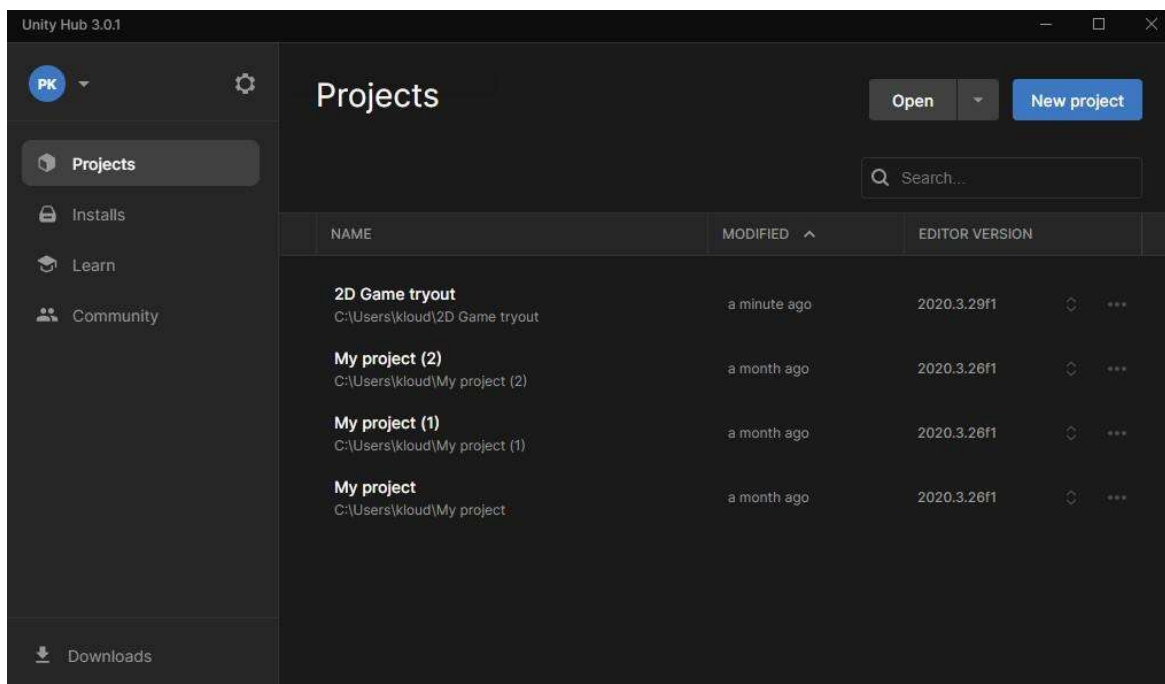 Unity Hub 3.0.1
PK
Projects
Open
New project
Projects
Installs
Learn
Community
Search...
NAME MODIFIED EDITOR VERSION
2D Game tryout
C:\Users\kloud\2D Game tryout
a minute ago 2020.3.29f1
My project (2)
C:\Users\kloud\My project (2)
a month ago 2020.3.26f1
My project (1)
C:\Users\kloud\My project (1)
a month ago 2020.3.26f1
My project
C:\Users\kloud\My project
a month ago 2020.3.26f1
Downloads